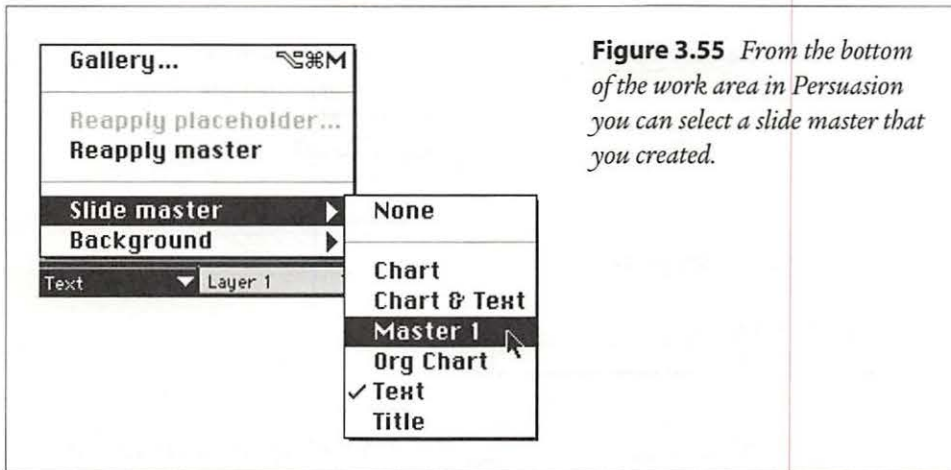 Gallery... ⌥⌘M
Reapply placeholder...
Reapply master
Slide master ▶
Background ▶
Text ▼ Layer 1
None
Chart
Chart & Text
Master 1
Org Chart
✓ Text
Title
Figure 3.55 From the bottom
of the work area in Persuasion
you can select a slide master that
you created.